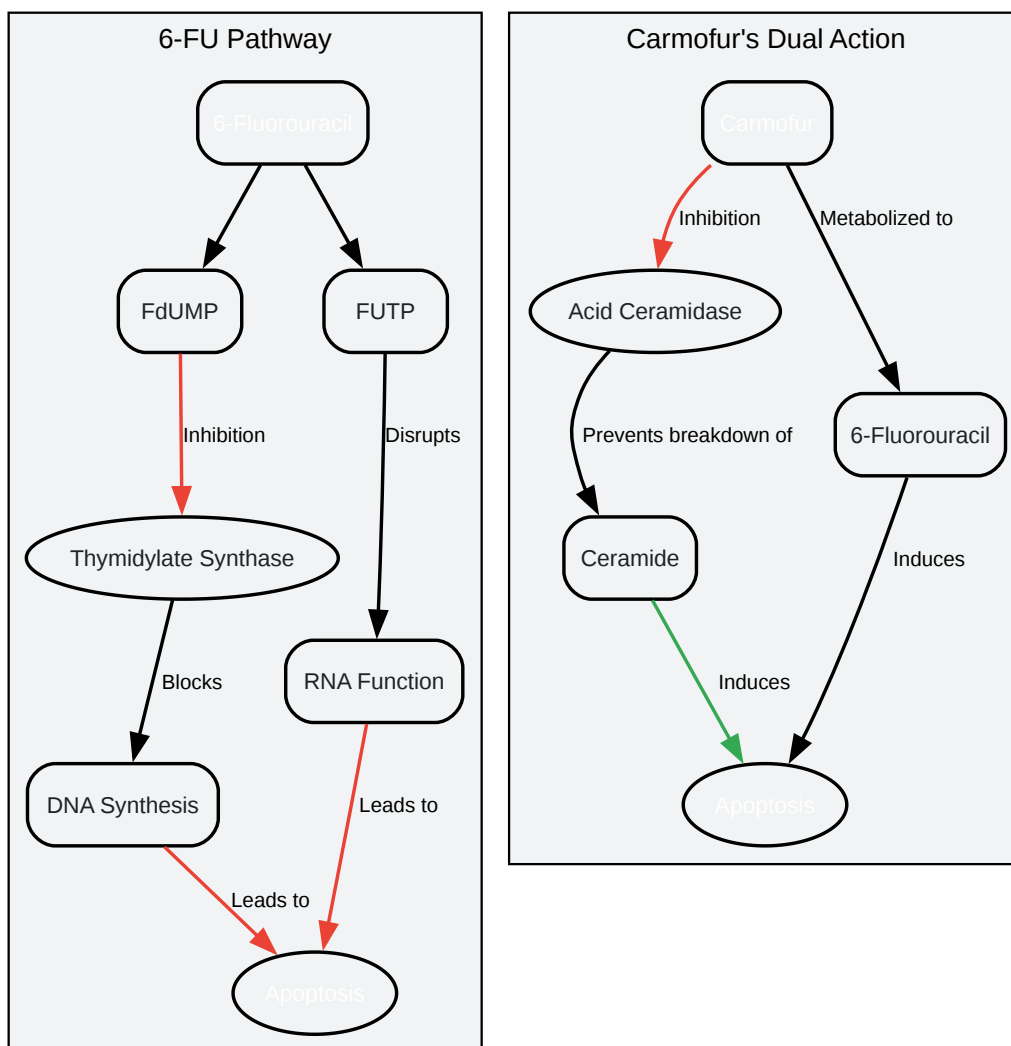 6-FU Pathway
6-Fluorouracil
FdUMP
FUTP
Inhibition
Disrupts
Thymidylate Synthase
Blocks
RNA Function
DNA Synthesis
Leads to
Leads to
Apoptosis
Carmofur's Dual Action
Carmofur
Inhibition
Metabolized to
Acid Ceramidase
Prevents breakdown of
6-Fluorouracil
Ceramide
Induces
Induces
Apoptosis